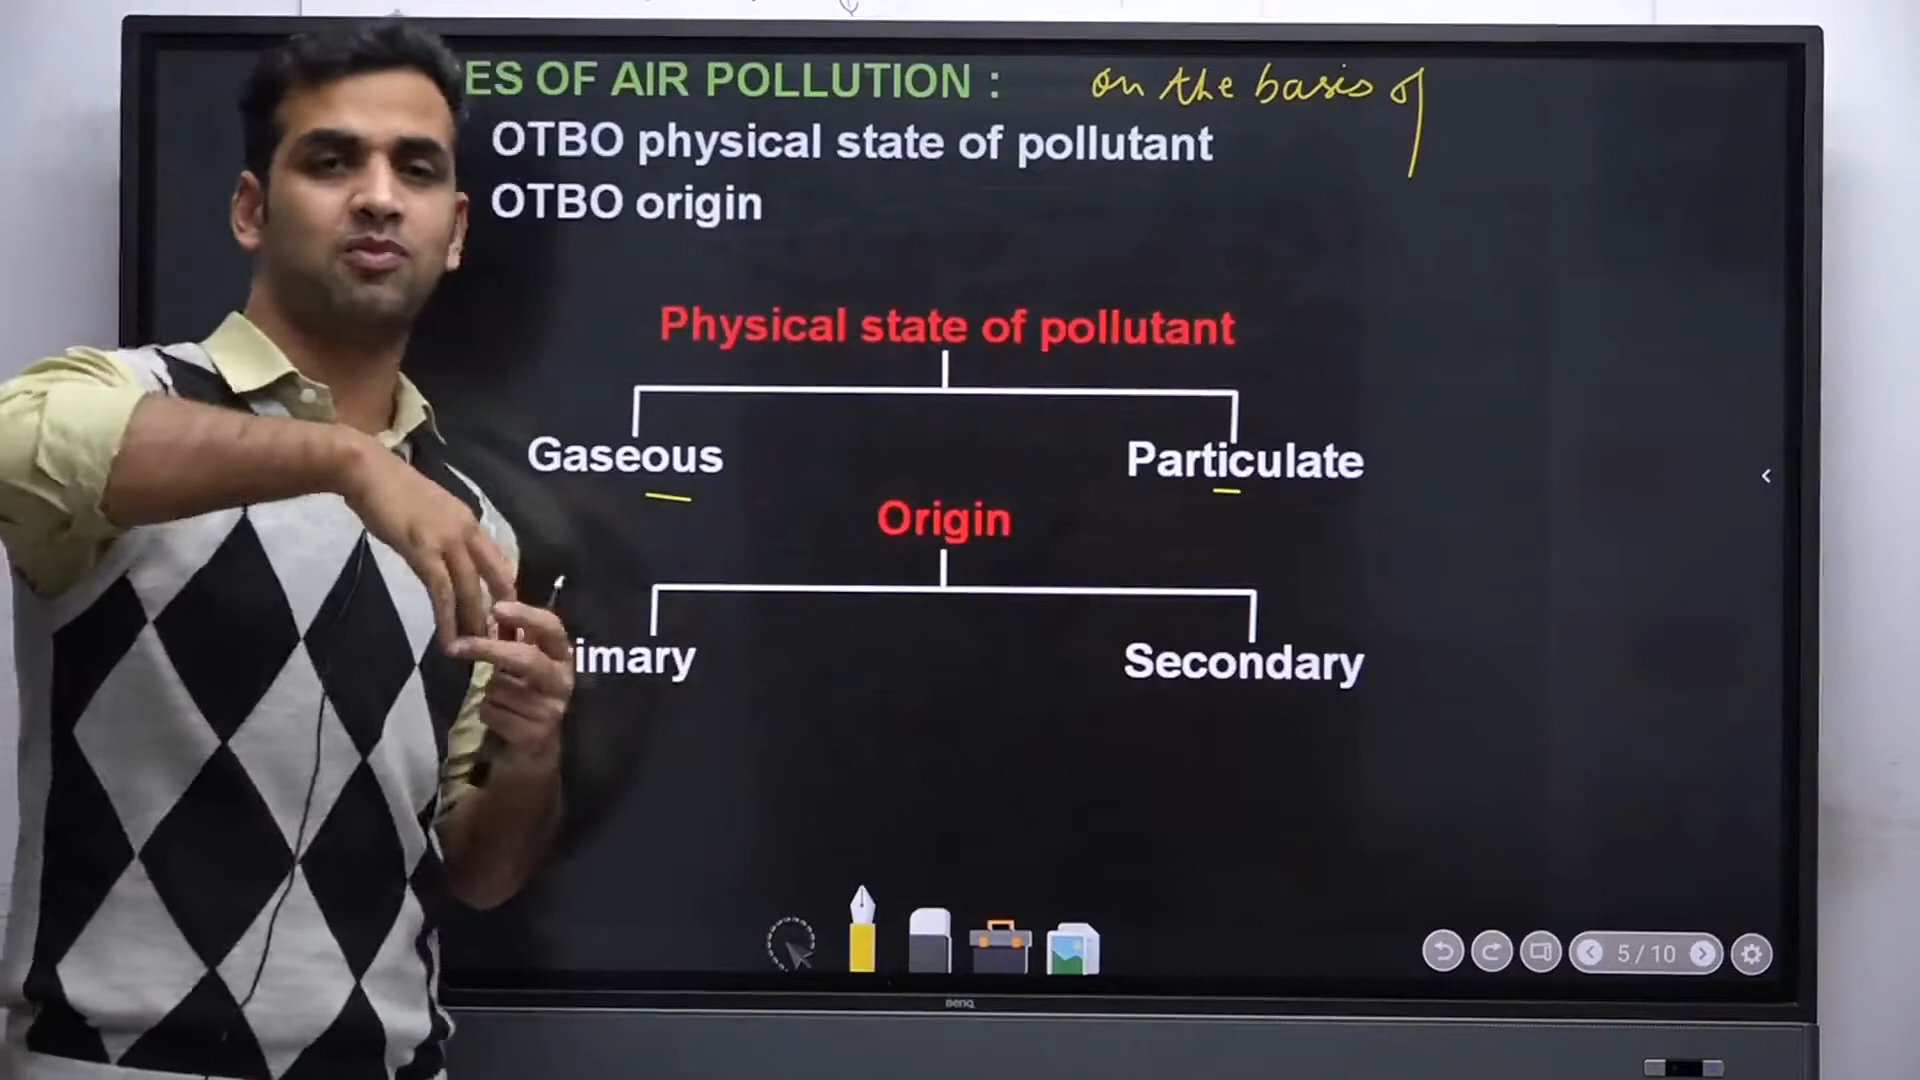 ES OF AIR POLLUTION : on the basis of
OTBO physical state of pollutant
OTBO origin
Physical state of pollutant
Gaseous Particulate
Origin
rimary Secondary
5/10
BenQ